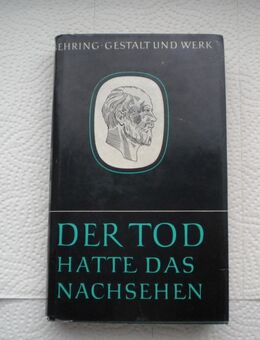 EHRING · GESTALT UND WERK
DER TOD
HATTE DAS
NACHSEHEN